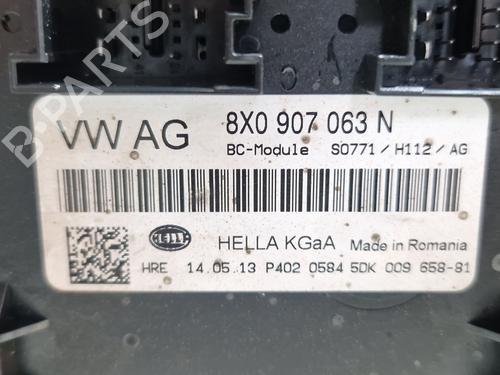 VW AG 8X0 907 063 N
BC-Module S0771 / H112 / AG
HELLA
HELLA KGaA Made in Romania
HRE 14.05.13 P402 0584 5DK 009 658-81
B-PARTS